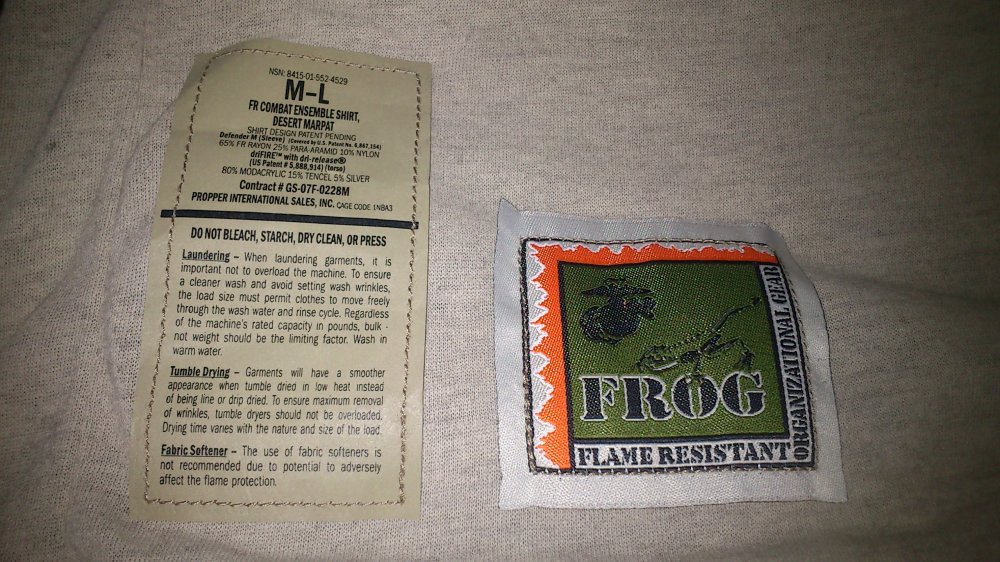 NSN: 8415-01-552-4529
M-L
FR COMBAT ENSEMBLE SHIRT,
DESERT MARPAT
SHIRT DESIGN PATENT PENDING
Defender M (Sleeve) (Covered by U.S. Patent No. 6,867,154)
65% FR RAYON 25% PARA-ARAMID 10% NYLON
driFIRE™ with dri-release®
(US Patent # 5,888,914) (torso)
80% MODACRYLIC 15% TENCEL 5% SILVER
Contract # GS-07F-0228M
PROPPER INTERNATIONAL SALES, INC. CAGE CODE 1NBA3
DO NOT BLEACH, STARCH, DRY CLEAN, OR PRESS
Laundering – When laundering garments, it is
important not to overload the machine. To ensure
a cleaner wash and avoid setting wash wrinkles,
the load size must permit clothes to move freely
through the wash water and rinse cycle. Regardless
of the machine's rated capacity in pounds, bulk -
not weight should be the limiting factor. Wash in
warm water.
Tumble Drying – Garments will have a smoother
appearance when tumble dried in low heat instead
of being line or drip dried. To ensure maximum removal
of wrinkles, tumble dryers should not be overloaded.
Drying time varies with the nature and size of the load.
Fabric Softener – The use of fabric softeners is
not recommended due to potential to adversely
affect the flame protection.
FROG
FLAME RESISTANT
ORGANIZATIONAL GEAR